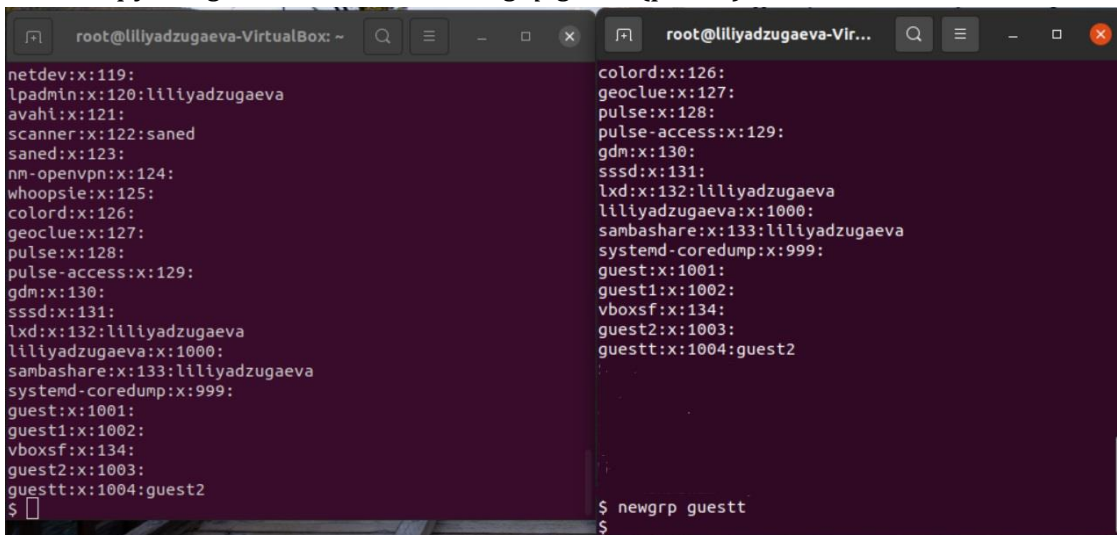 root@liliyadzugaeva-VirtualBox: ~
netdev:x:119:
lpadmin:x:120:liliyadzugaeva
avahi:x:121:
scanner:x:122:saned
saned:x:123:
nm-openvpn:x:124:
whoopsie:x:125:
colord:x:126:
geoclue:x:127:
pulse:x:128:
pulse-access:x:129:
gdm:x:130:
sssd:x:131:
lxd:x:132:liliyadzugaeva
liliyadzugaeva:x:1000:
sambashare:x:133:liliyadzugaeva
systemd-coredump:x:999:
guest:x:1001:
guest1:x:1002:
vboxsf:x:134:
guest2:x:1003:
guestt:x:1004:guest2
$
root@liliyadzugaeva-Vir...
colord:x:126:
geoclue:x:127:
pulse:x:128:
pulse-access:x:129:
gdm:x:130:
sssd:x:131:
lxd:x:132:liliyadzugaeva
liliyadzugaeva:x:1000:
sambashare:x:133:liliyadzugaeva
systemd-coredump:x:999:
guest:x:1001:
guest1:x:1002:
vboxsf:x:134:
guest2:x:1003:
guestt:x:1004:guest2
$ newgrp guestt
$